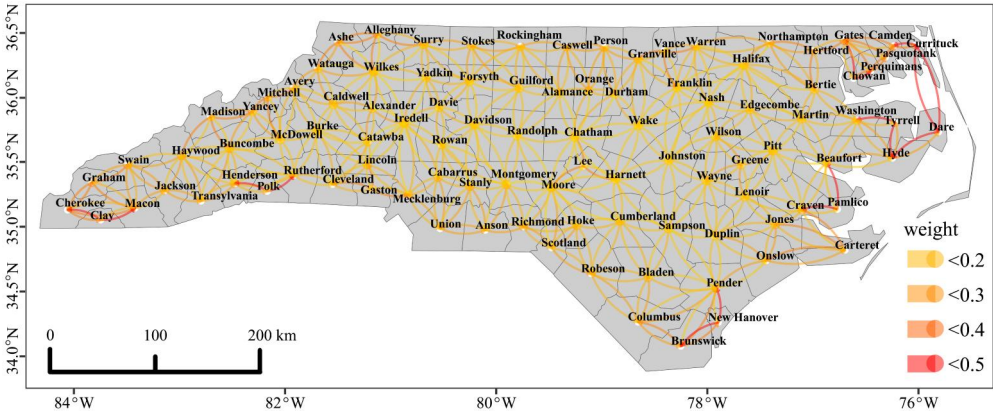 36.5°N
36.0°N
35.5°N
35.0°N
34.5°N
34.0°N
Ashe
Alleghany
Surry
Stokes
Rockingham
Caswell
Person
Granville
Vance
Warren
Northampton
Hertford
Gates
Camden
Currituck
Pasquotank
Perquimans
Chowan
Watauga
Wilkes
Yadkin
Forsyth
Guilford
Alamance
Orange
Durham
Franklin
Halifax
Bertie
Avery
Mitchell
Caldwell
Alexander
Iredell
Davie
Nash
Edgecombe
Martin
Washington
Tyrrell
Dare
Madison
Yancey
Burke
McDowell
Catawba
Rowan
Davidson
Randolph
Chatham
Wake
Wilson
Pitt
Beaufort
Hyde
Swain
Haywood
Buncombe
Lincoln
Cabarrus
Stanly
Montgomery
Moore
Lee
Harnett
Johnston
Wayne
Greene
Lenoir
Craven
Pamlico
Graham
Cherokee
Clay
Macon
Jackson
Transylvania
Henderson
Polk
Rutherford
Cleveland
Gaston
Mecklenburg
Union
Anson
Richmond
Hoke
Scotland
Cumberland
Sampson
Duplin
Jones
Onslow
Carteret
Robeson
Bladen
Pender
Columbus
New Hanover
Brunswick
weight
<0.2
<0.3
<0.4
<0.5
0 100 200 km
84°W 82°W 80°W 78°W 76°W